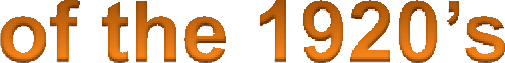 of the 1920’s